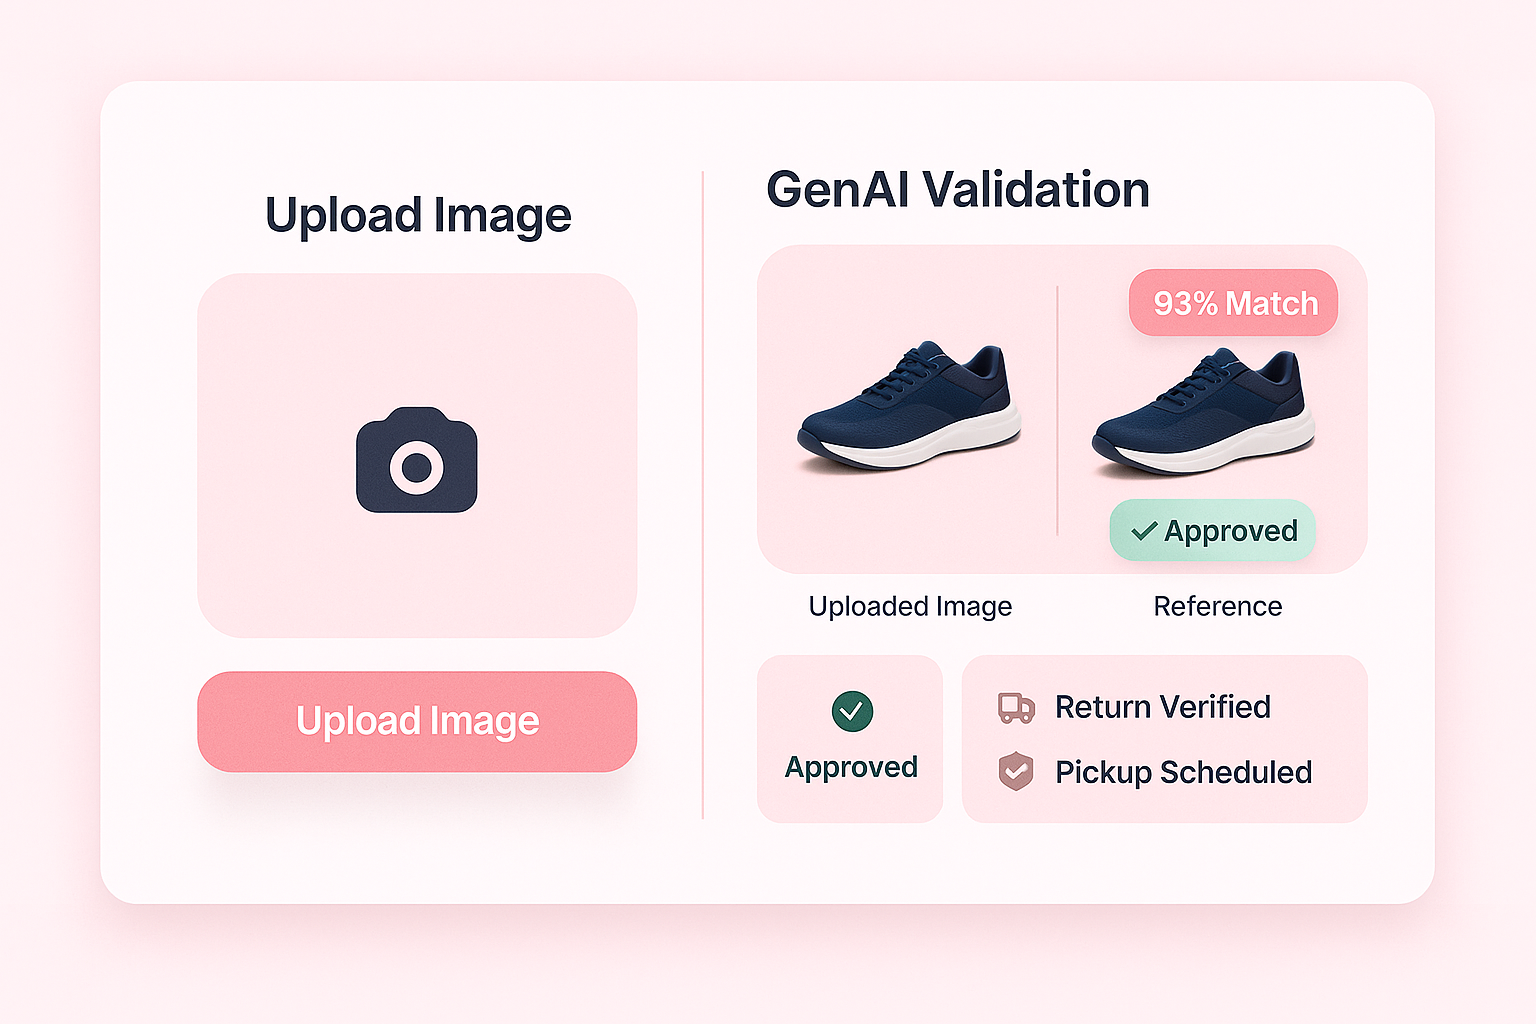 Upload Image
Upload Image
GenAI Validation
93% Match
Approved
Uploaded Image
Reference
Approved
Return Verified
Pickup Scheduled